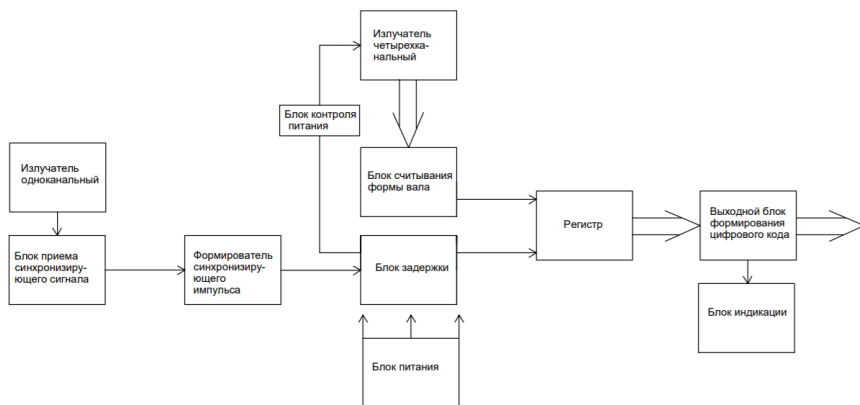 Излучатель
четырехка-
нальный
Блок контроля
питания
Излучатель
одноканальный
Блок считывания
формы вала
Регистр
Выходной блок
формирования
цифрового кода
Блок приема
синхронизиру-
ющего сигнала
Формирователь
синхронизиру-
ющего
импульса
Блок задержки
Блок индикации
Блок питания